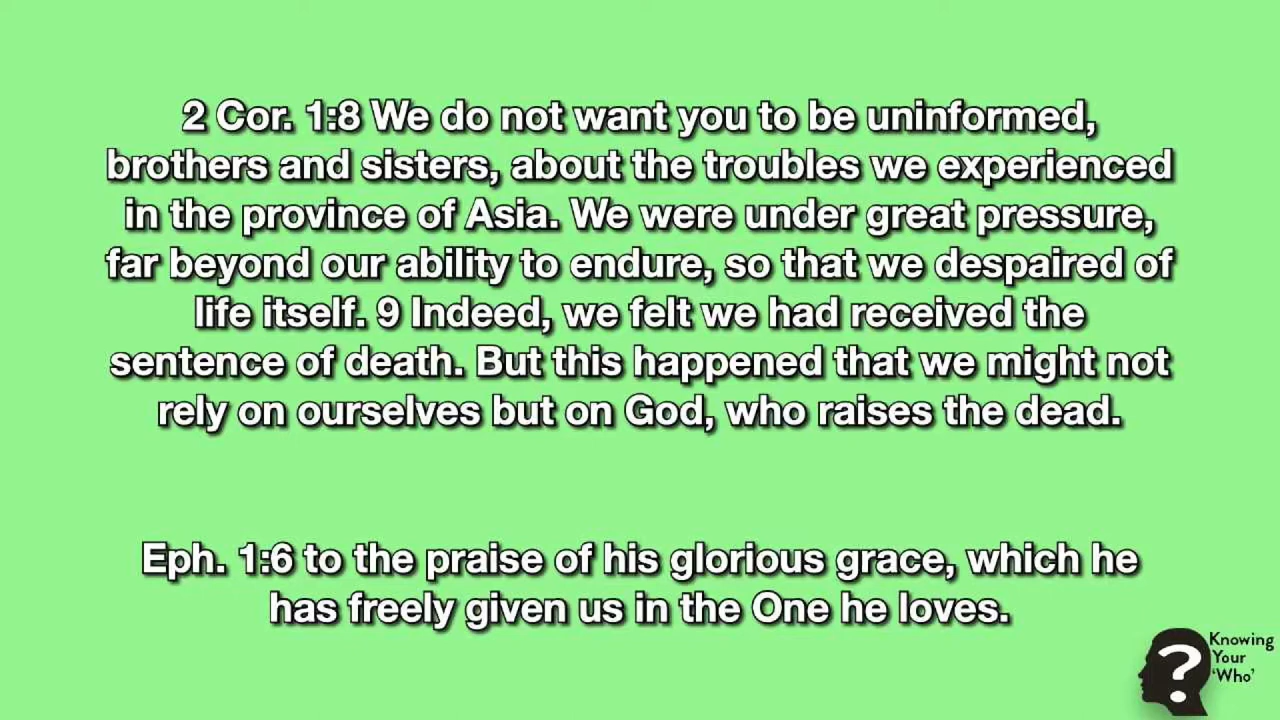 2 Cor. 1:8 We do not want you to be uninformed,
brothers and sisters, about the troubles we experienced
in the province of Asia. We were under great pressure,
far beyond our ability to endure, so that we despaired of
life itself. 9 Indeed, we felt we had received the
sentence of death. But this happened that we might not
rely on ourselves but on God, who raises the dead.
Eph. 1:6 to the praise of his glorious grace, which he
has freely given us in the One he loves.
?
Knowing
Your
‘Who’